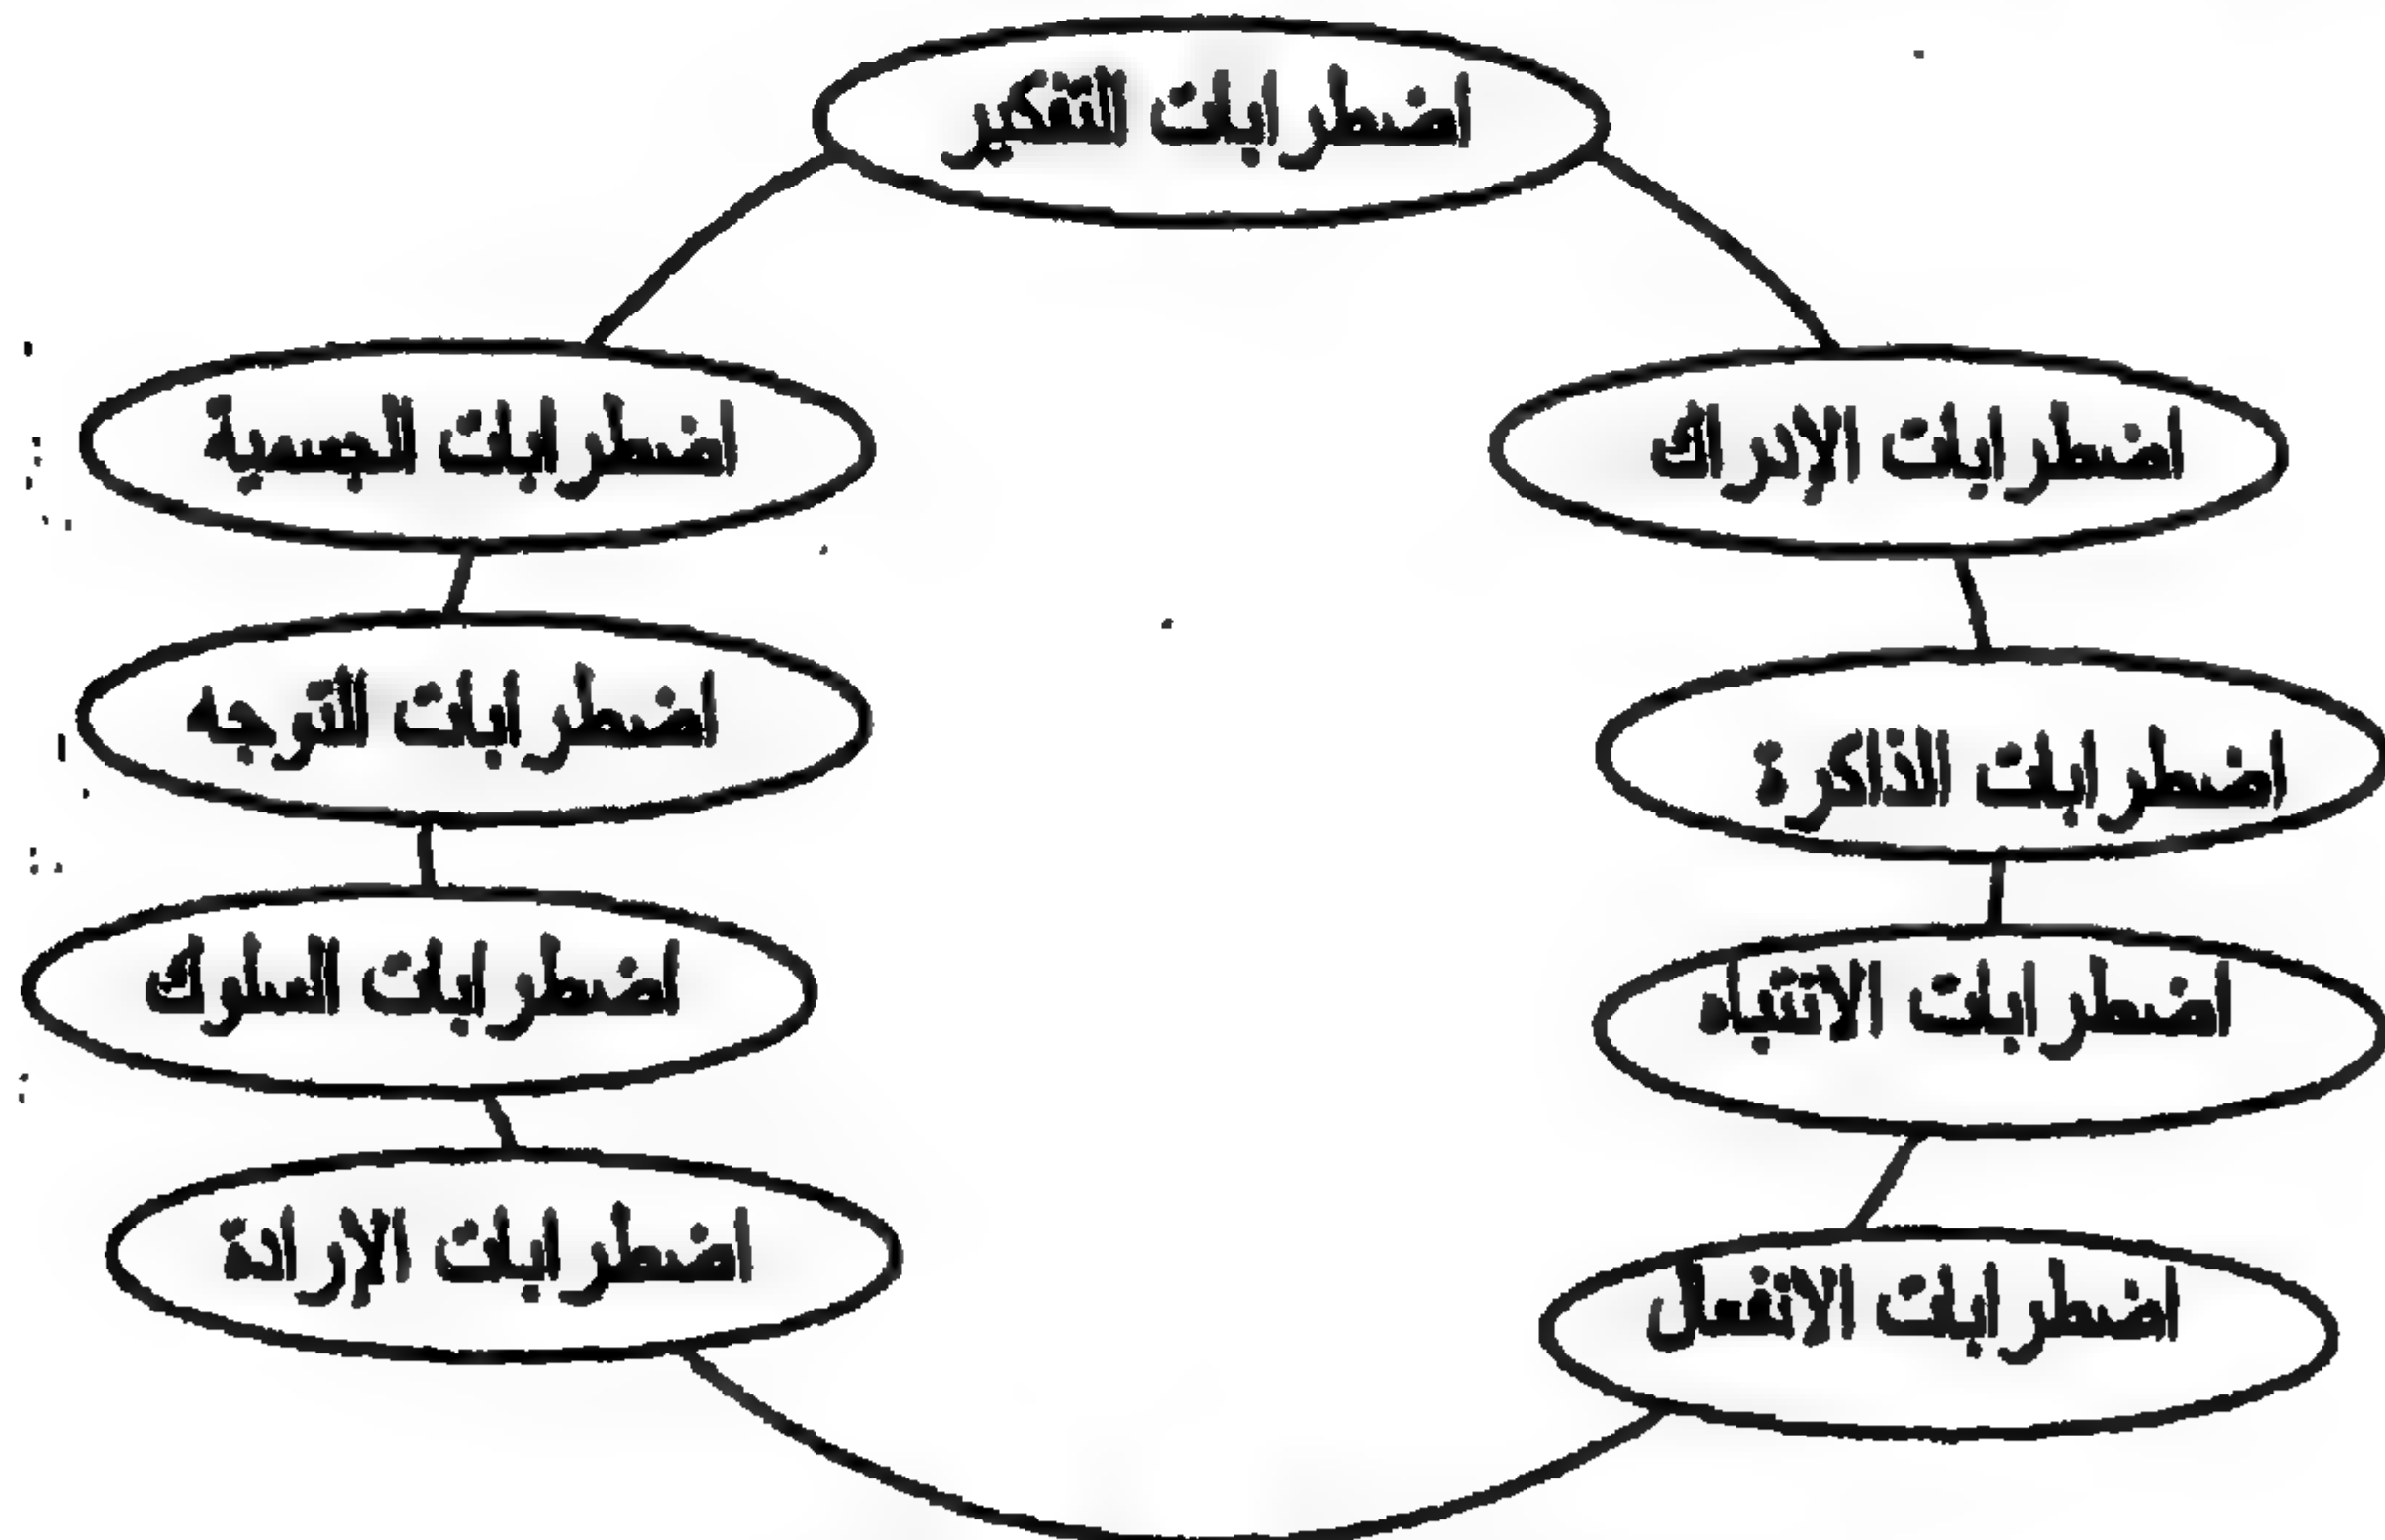 اضطرابات التفكير
اضطرابات الإدراك
اضطرابات الجسمية
اضطرابات الذاكرة
اضطرابات التوجه
اضطرابات الانتباه
اضطرابات السلوك
اضطرابات الانفعال
اضطرابات الإرادة